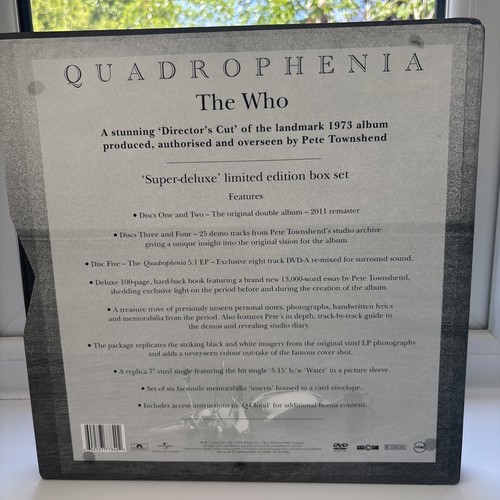 QUADROPHENIA
The Who
A stunning ‘Director’s Cut’ of the landmark 1973 album
produced, authorised and overseen by Pete Townshend
‘Super-deluxe’ limited edition box set
Features
• Discs One and Two – The original double album – 2011 remaster
• Discs Three and Four – 25 demo tracks from Pete Townshend’s studio archive
giving a unique insight into the original vision for the album.
• Disc Five – The Quadrophenia 5.1 EP – Exclusive eight track DVD-A re-mixed for surround sound.
• Deluxe 100-page, hard-back book featuring a brand new 13,000-word essay by Pete Townshend,
shedding exclusive light on the period before and during the creation of the album.
• A treasure trove of previously unseen personal notes, photographs, handwritten lyrics
and memorabilia from the period. Also features Pete’s in depth, track-by-track guide to
the demos and revealing studio diary.
• The package replicates the striking black and white imagery from the original vinyl LP photography
and adds a never-seen colour out-take of the famous cover shot.
• A replica 7" vinyl single featuring the hit single ‘5.15’ b/w ‘Water’ in a picture sleeve.
• Set of six facsimile memorabilia ‘inserts’ housed in a card envelope.
• Includes access instructions to ‘Q-Cloud’ for additional bonus content.
DVD